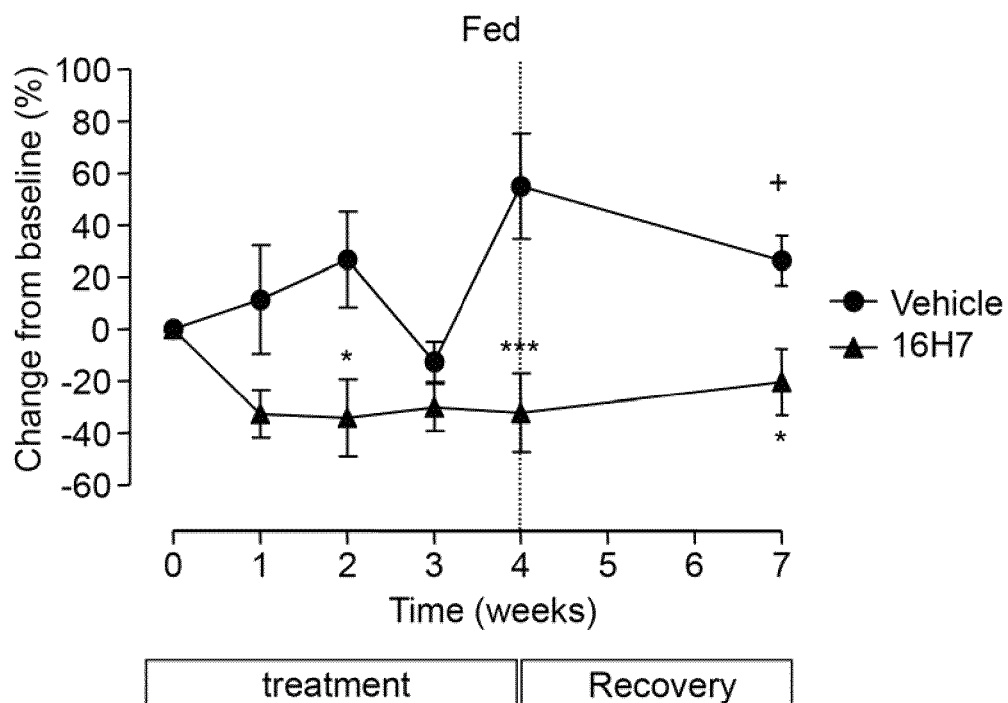 Fed
Change from baseline (%)
100
80
60
40
20
0
-20
-40
-60
+
*
***
*
Vehicle
16H7
0 1 2 3 4 5 6 7
Time (weeks)
treatment Recovery